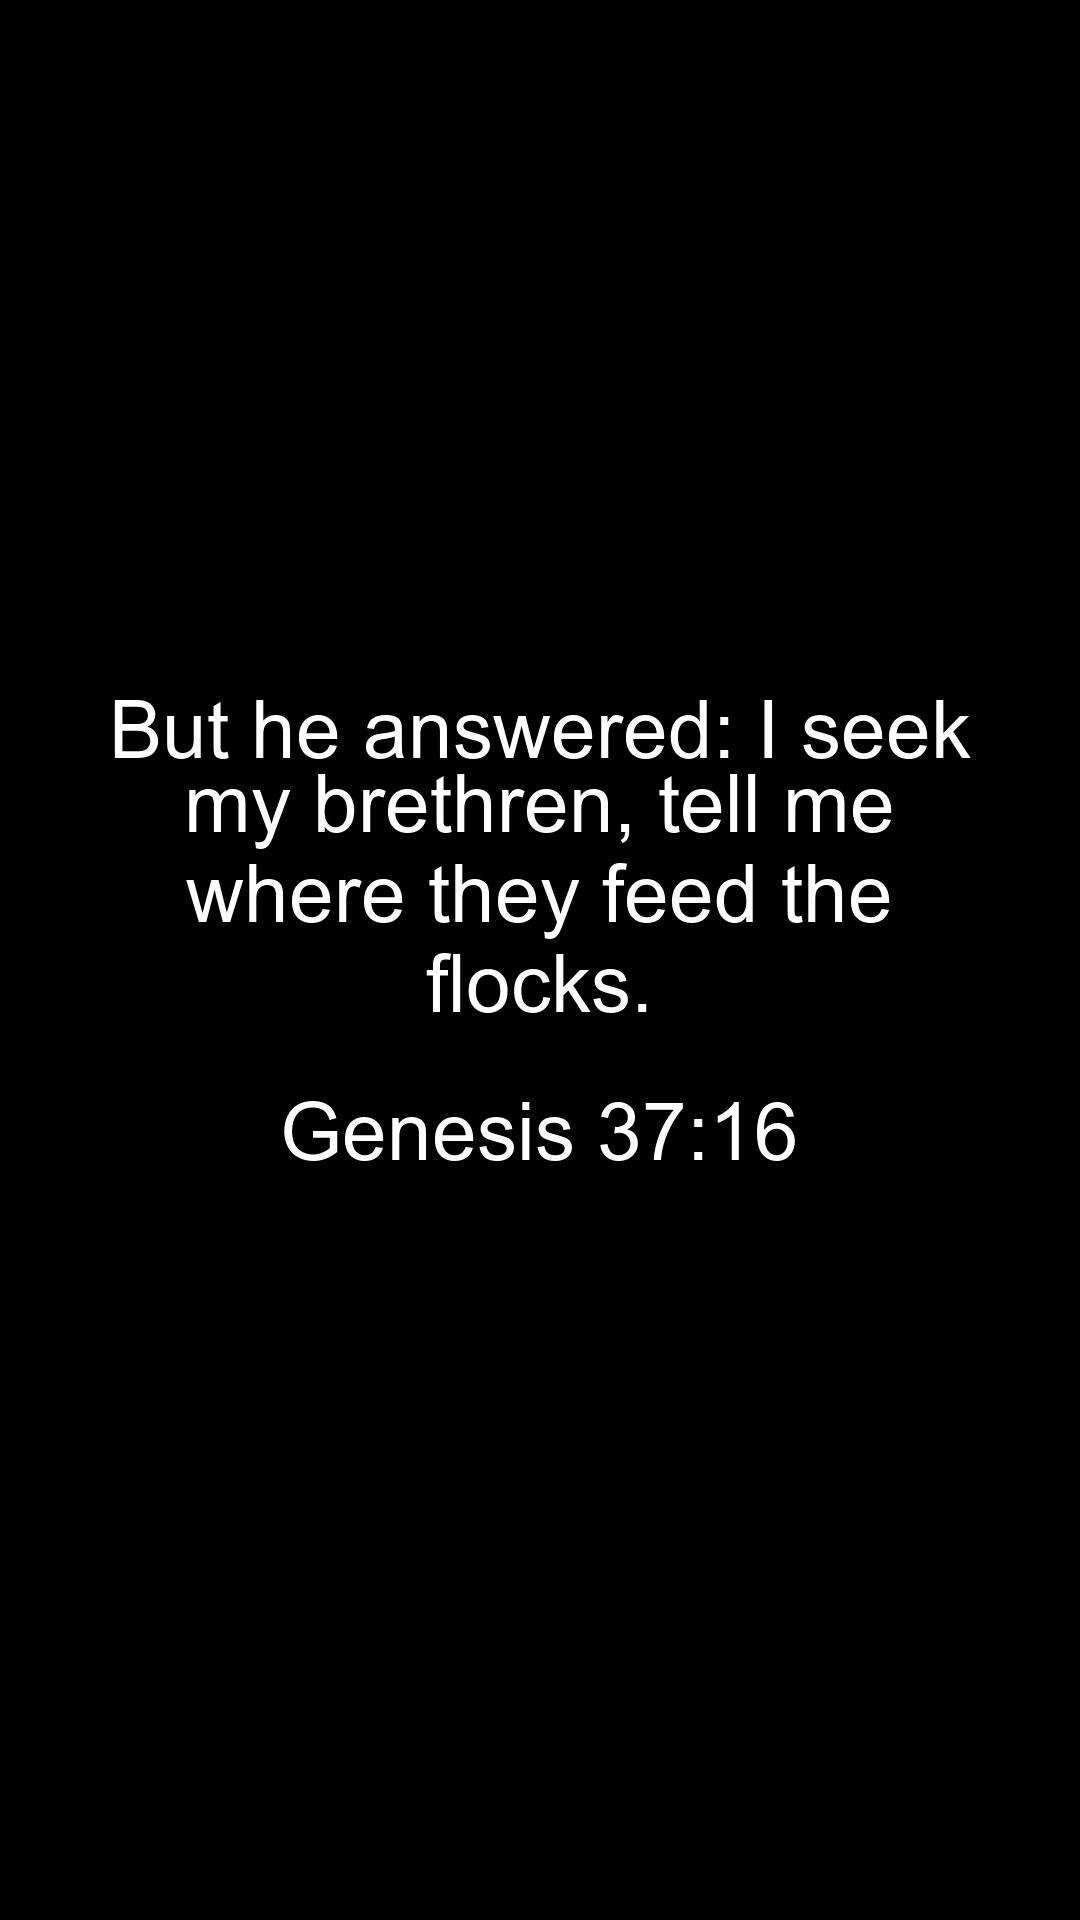 But he answered: I seek
my brethren, tell me
where they feed the
flocks.
Genesis 37:16